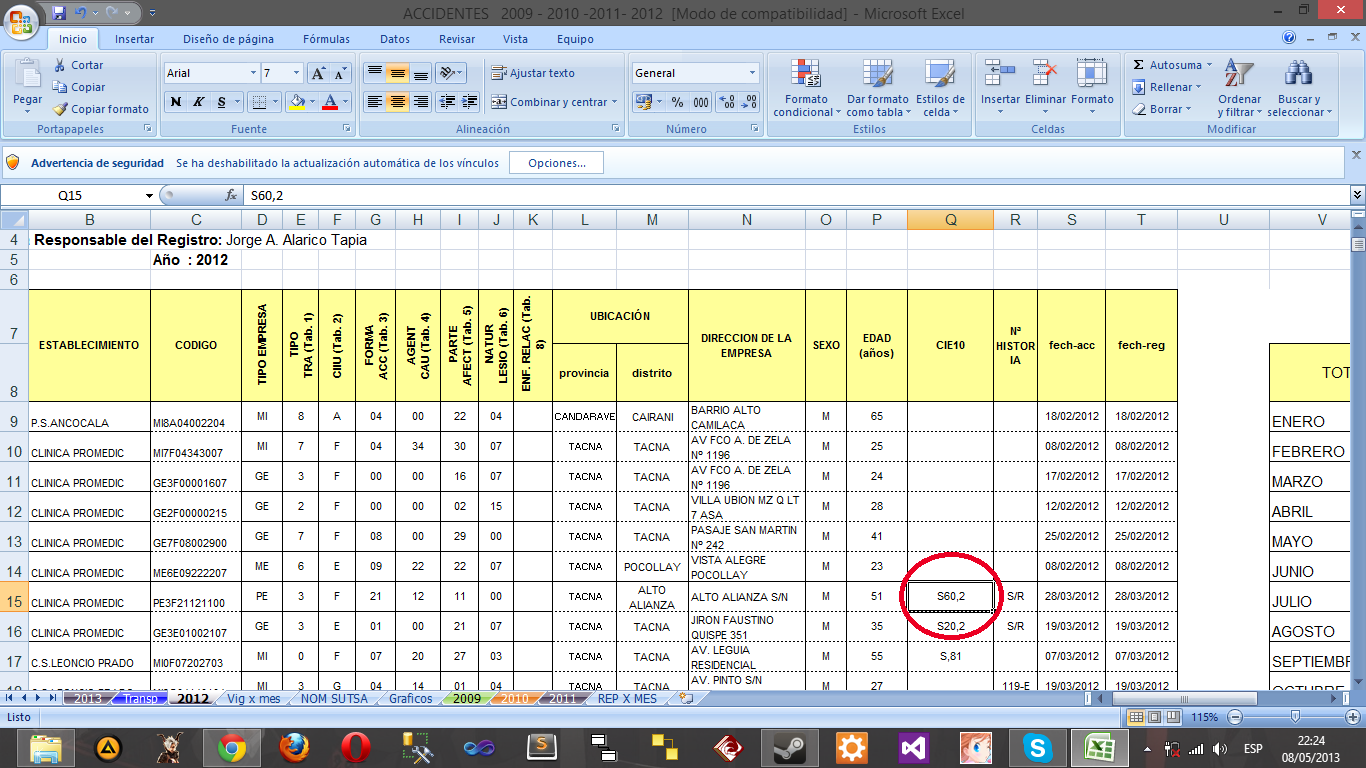 ACCIDENTES 2009 - 2010 -2011- 2012 [Modo de compatibilidad] - Microsoft Excel
Inicio Insertar Diseño de página Fórmulas Datos Revisar Vista Equipo
Pegar Cortar Copiar Copiar formato
Arial 7
N K S
Ajustar texto
Combinar y centrar
General
% 000
Formato condicional Dar formato como tabla Estilos de celda
Insertar Eliminar Formato
Autosuma Rellenar Borrar
Ordenar y filtrar Buscar y seleccionar
Portapapeles Fuente Alineación Número Estilos Celdas Modificar
Advertencia de seguridad Se ha deshabilitado la actualización automática de los vínculos Opciones...
Q15 fx S60,2
B C D E F G H I J K L M N O P Q R S T U V
4 Responsable del Registro: Jorge A. Alarico Tapia
5 Año : 2012
6
7 ESTABLECIMIENTO CODIGO TIPO EMPRESA TIPO TRA (Tab. 1) CIIU (Tab. 2) FORMA ACC (Tab. 3) AGENT CAU (Tab. 4) PARTE AFECT (Tab. 5) NATUR LESIO (Tab. 6) ENF. RELAC (Tab. 8) UBICACIÓN DIRECCION DE LA EMPRESA SEXO EDAD (años) CIE10 Nª HISTORIA fech-acc fech-reg
8 provincia distrito TOT
9 P.S.ANCOCALA MI8A04002204 MI 8 A 04 00 22 04 CANDARAVE CAIRANI BARRIO ALTO CAMILACA M 65 18/02/2012 18/02/2012 ENERO
10 CLINICA PROMEDIC MI7F04343007 MI 7 F 04 34 30 07 TACNA TACNA AV FCO A. DE ZELA Nº 1196 M 25 08/02/2012 08/02/2012 FEBRERO
11 CLINICA PROMEDIC GE3F00001607 GE 3 F 00 00 16 07 TACNA TACNA AV FCO A. DE ZELA Nº 1196 M 24 17/02/2012 17/02/2012 MARZO
12 CLINICA PROMEDIC GE2F00000215 GE 2 F 00 00 02 15 TACNA TACNA VILLA UBION MZ Q LT 7 ASA M 28 12/02/2012 12/02/2012 ABRIL
13 CLINICA PROMEDIC GE7F08002900 GE 7 F 08 00 29 00 TACNA TACNA PASAJE SAN MARTIN Nº 242 M 41 25/02/2012 25/02/2012 MAYO
14 CLINICA PROMEDIC ME6E09222207 ME 6 E 09 22 22 07 TACNA POCOLLAY VISTA ALEGRE POCOLLAY M 23 08/02/2012 08/02/2012 JUNIO
15 CLINICA PROMEDIC PE3F21121100 PE 3 F 21 12 11 00 TACNA ALTO ALIANZA ALTO ALIANZA S/N M 51 S60,2 S/R 28/03/2012 28/03/2012 JULIO
16 CLINICA PROMEDIC GE3E01002107 GE 3 E 01 00 21 07 TACNA TACNA JIRON FAUSTINO QUISPE 351 M 35 S20,2 S/R 19/03/2012 19/03/2012 AGOSTO
17 C.S.LEONCIO PRADO MI0F07202703 MI 0 F 07 20 27 03 TACNA TACNA AV. LEGUIA RESIDENCIAL M 55 S,81 07/03/2012 07/03/2012 SEPTIEMBR
MI 3 G 04 14 01 04 TACNA TACNA AV. PINTO S/N M 27 119-E 19/03/2012 19/03/2012
2013 Transp 2012 Vig x mes NOM SUTSA Graficos 2009 2010 2011 REP X MES
Listo 115%
ESP 22:24
08/05/2013